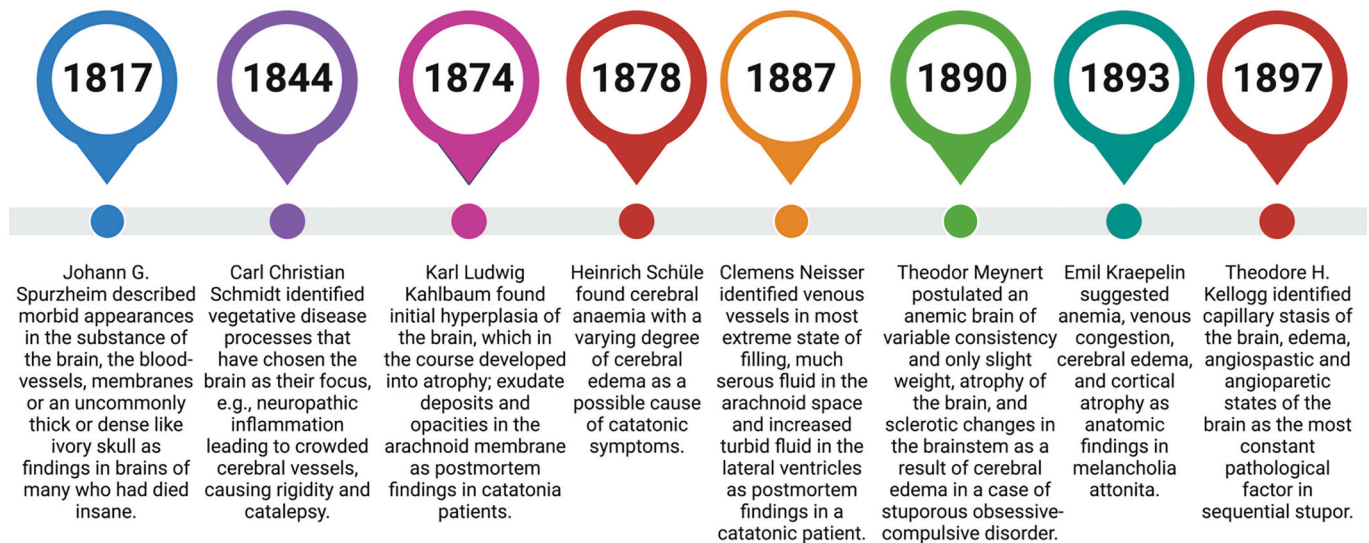 1817
1844
1874
1878
1887
1890
1893
1897
Johann G.
Spurzheim described
morbid appearances
in the substance of
the brain, the blood-
vessels, membranes
or an uncommonly
thick or dense like
ivory skull as
findings in brains of
many who had died
insane.
Carl Christian
Schmidt identified
vegetative disease
processes that
have chosen the
brain as their focus,
e.g., neuropathic
inflammation
leading to crowded
cerebral vessels,
causing rigidity and
catalepsy.
Karl Ludwig
Kahlbaum found
initial hyperplasia of
the brain, which in
the course developed
into atrophy; exudate
deposits and
opacities in the
arachnoid membrane
as postmortem
findings in catatonia
patients.
Heinrich Schüle
found cerebral
anaemia with a
varying degree
of cerebral
edema as a
possible cause
of catatonic
symptoms.
Clemens Neisser
identified venous
vessels in most
extreme state of
filling, much
serous fluid in the
arachnoid space
and increased
turbid fluid in the
lateral ventricles
as postmortem
findings in a
catatonic patient.
Theodor Meynert
postulated an
anemic brain of
variable consistency
and only slight
weight, atrophy of
the brain, and
sclerotic changes in
the brainstem as a
result of cerebral
edema in a case of
stuporous obsessive-
compulsive disorder.
Emil Kraepelin
suggested
anemia, venous
congestion,
cerebral edema,
and cortical
atrophy as
anatomic
findings in
melancholia
attonita.
Theodore H.
Kellogg identified
capillary stasis of
the brain, edema,
angiospastic and
angioparetic
states of the
brain as the most
constant
pathological
factor in
sequential stupor.